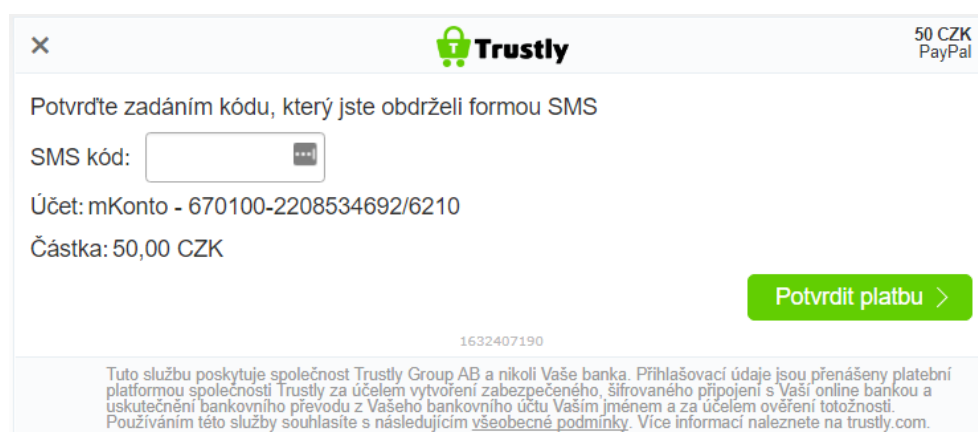 ×
T Trustly
50 CZK
PayPal
Potvrďte zadáním kódu, který jste obdrželi formou SMS
SMS kód:
Účet: mKonto - 670100-2208534692/6210
Částka: 50,00 CZK
Potvrdit platbu >
1632407190
Tuto službu poskytuje společnost Trustly Group AB a nikoli Vaše banka. Přihlašovací údaje jsou přenášeny platební
platformou společnosti Trustly za účelem vytvoření zabezpečeného, šifrovaného připojení s Vaší online bankou a
uskutečnění bankovního převodu z Vašeho bankovního účtu Vaším jménem a za účelem ověření totožnosti.
Používáním této služby souhlasíte s následujícím všeobecné podmínky. Více informací naleznete na trustly.com.